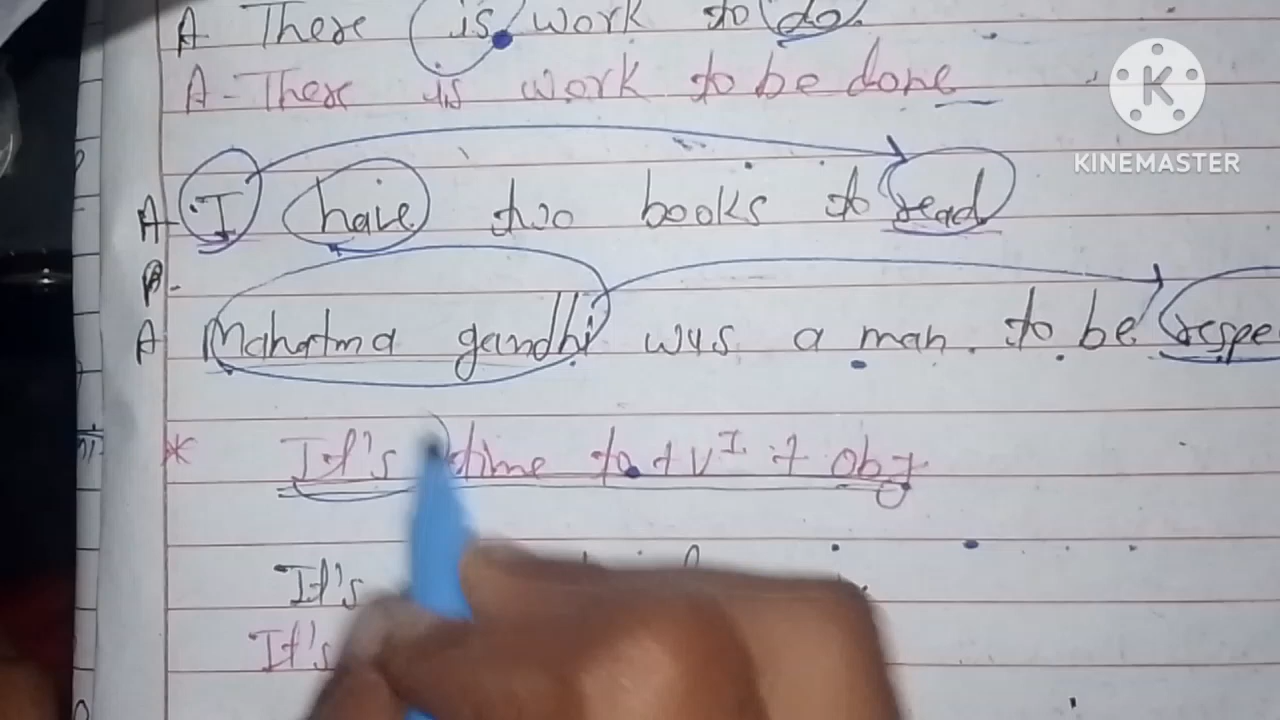 A There is work to do.
A - There is work to be done
K
KINEMASTER
A - I have two books to read
B -
A Mahatma gandhi was a man. to be respe
* It's time to + V^I + obj
It's
It's